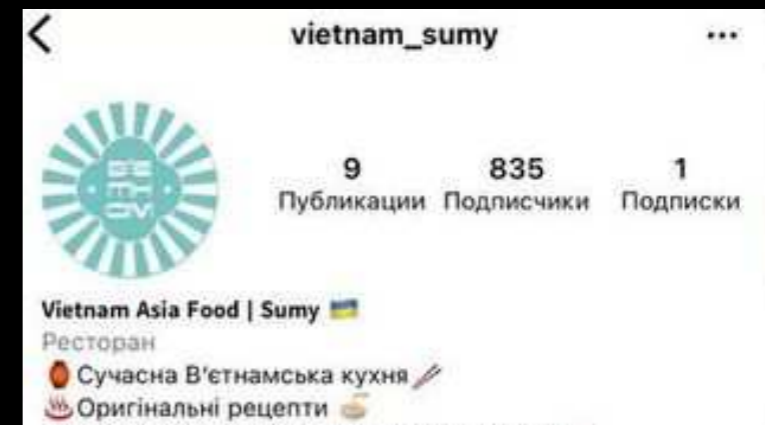 vietnam_sumy
9 835 1
Публикации Подписчики Подписки
Vietnam Asia Food | Sumy 🇺🇦
Ресторан
🏺Сучасна В'єтнамська кухня🥢
♨️Оригінальні рецепти 🍜